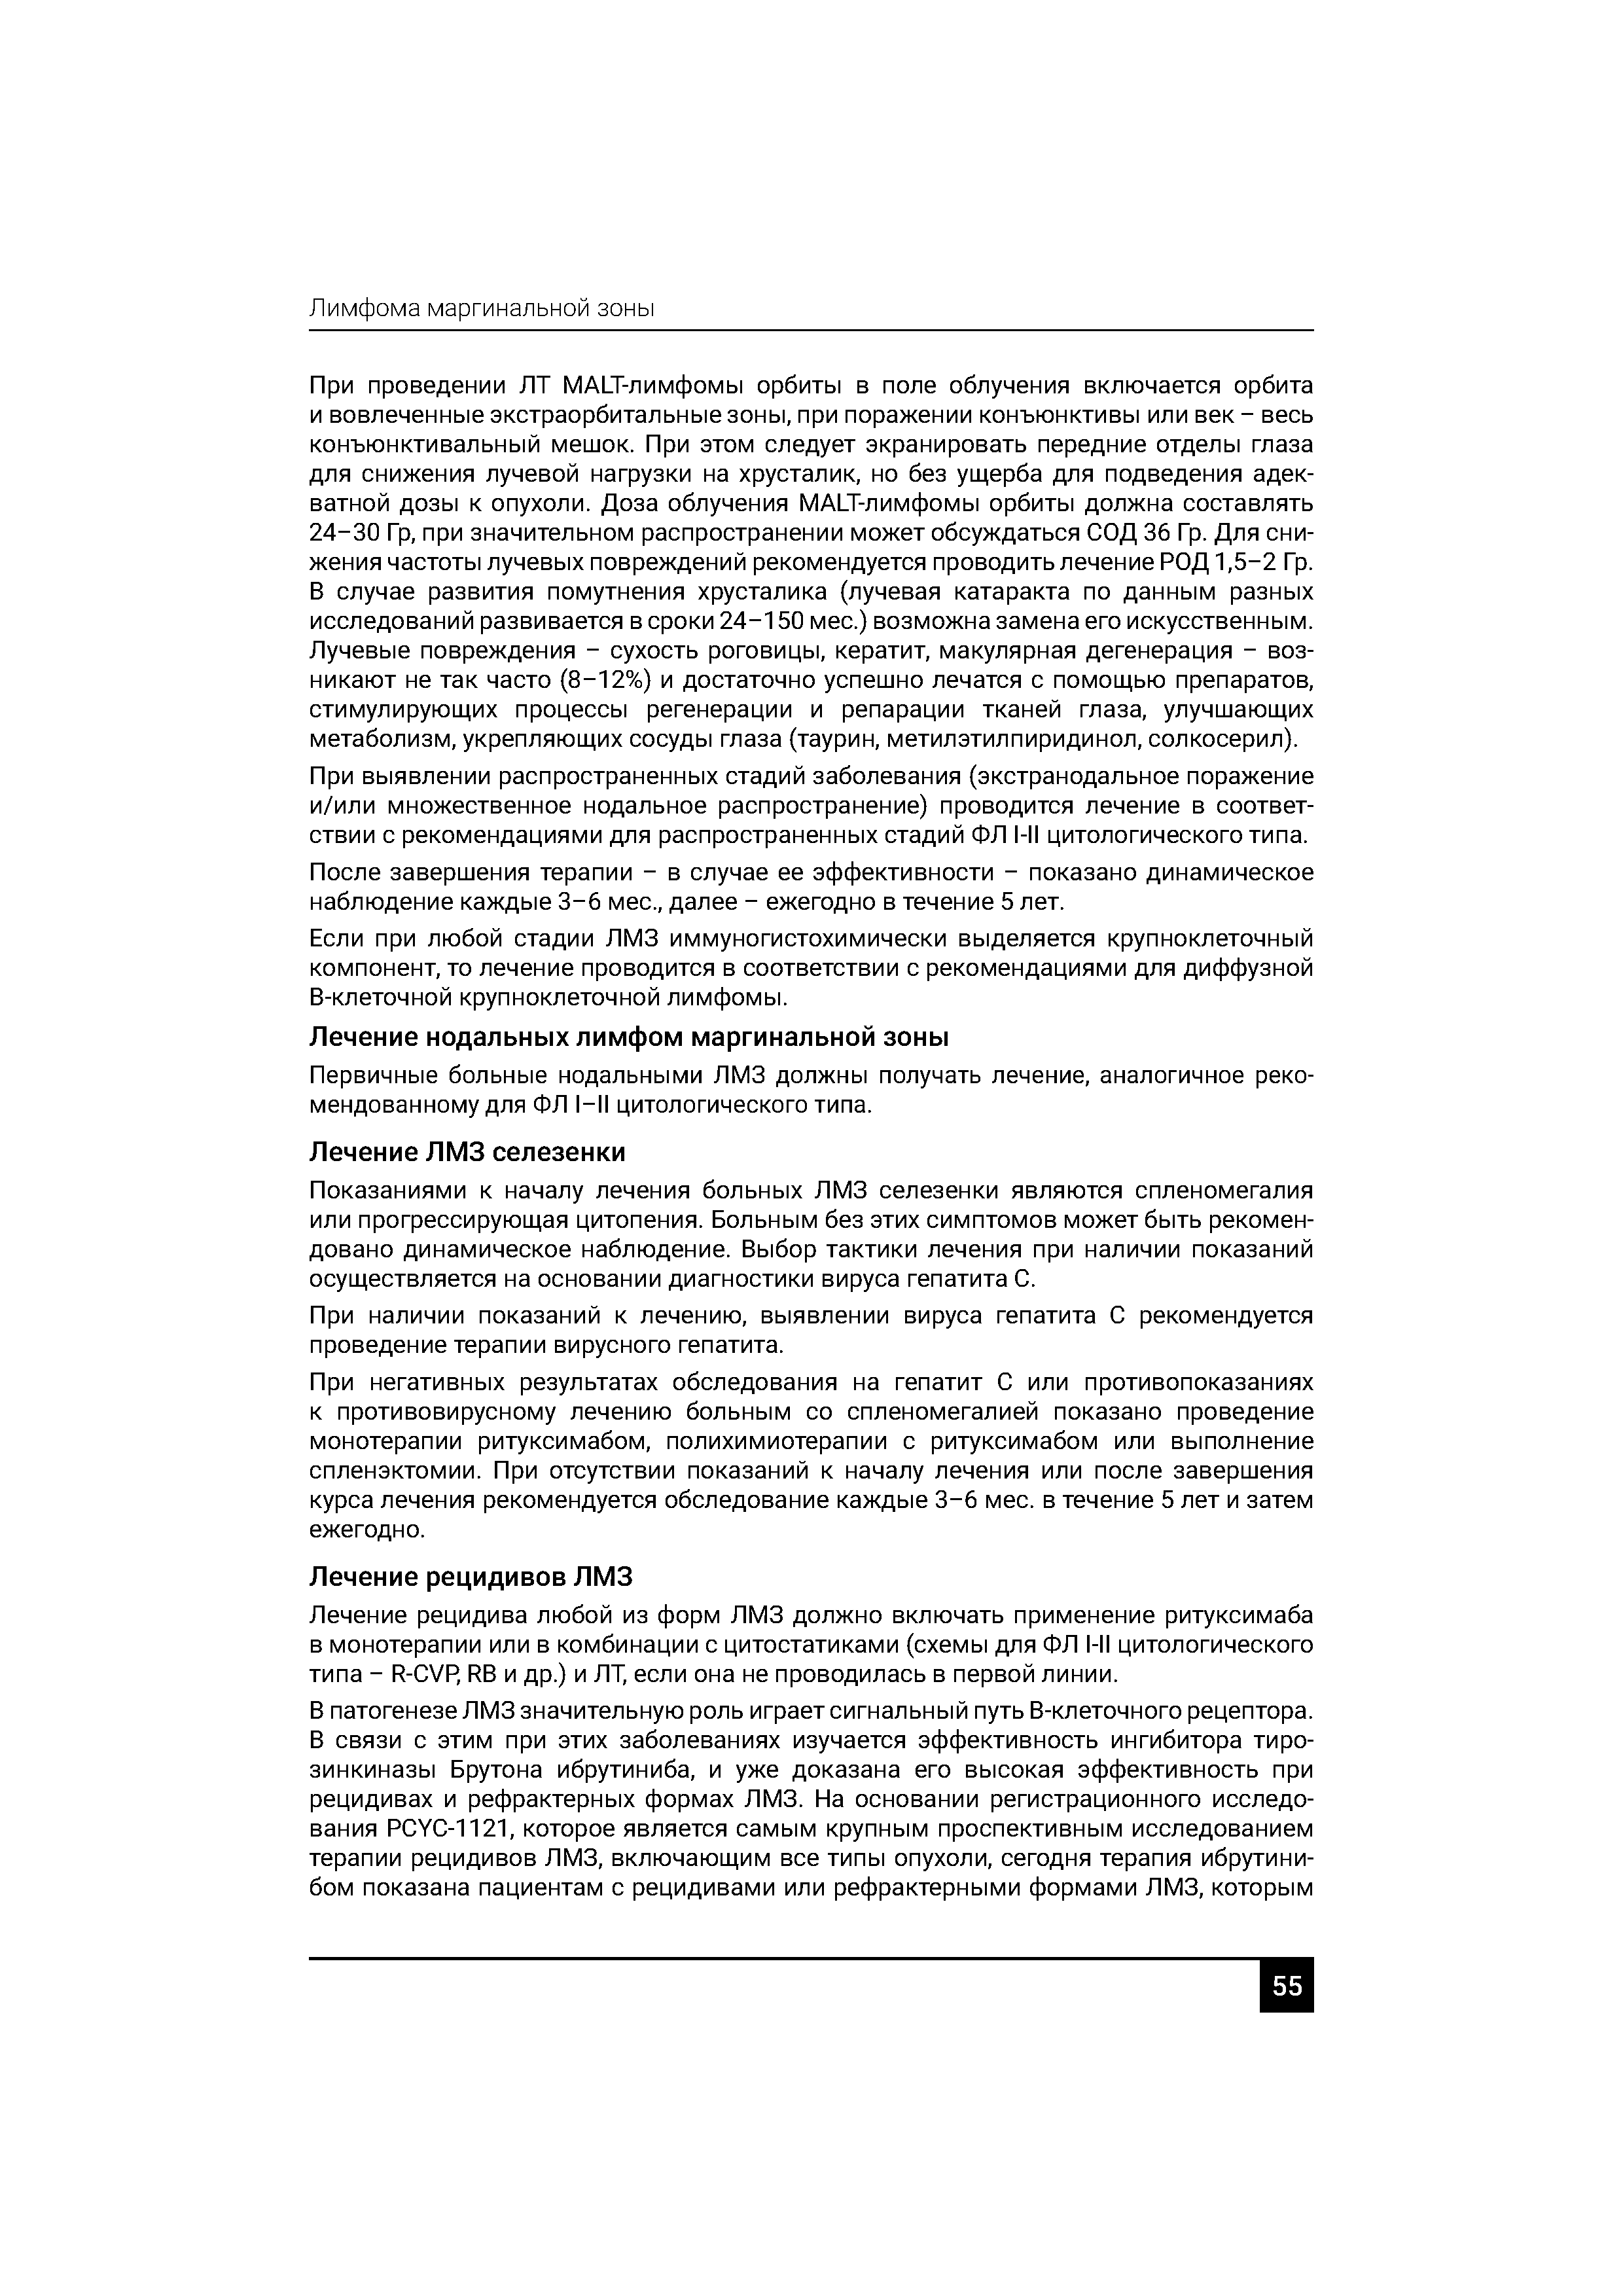 Лимфома маргинальной зоны
При проведении ЛТ MALT-лимфомы орбиты в поле облучения включается орбита
и вовлеченные экстраорбитальные зоны, при поражении конъюнктивы или век – весь
конъюнктивальный мешок. При этом следует экранировать передние отделы глаза
для снижения лучевой нагрузки на хрусталик, но без ущерба для подведения адек-
ватной дозы к опухоли. Доза облучения MALT-лимфомы орбиты должна составлять
24–30 Гр, при значительном распространении может обсуждаться СОД 36 Гр. Для сни-
жения частоты лучевых повреждений рекомендуется проводить лечение РОД 1,5–2 Гр.
В случае развития помутнения хрусталика (лучевая катаракта по данным разных
исследований развивается в сроки 24–150 мес.) возможна замена его искусственным.
Лучевые повреждения – сухость роговицы, кератит, макулярная дегенерация – воз-
никают не так часто (8–12%) и достаточно успешно лечатся с помощью препаратов,
стимулирующих процессы регенерации и репарации тканей глаза, улучшающих
метаболизм, укрепляющих сосуды глаза (таурин, метилэтилпиридинол, солкосерил).
При выявлении распространенных стадий заболевания (экстранодальное поражение
и/или множественное нодальное распространение) проводится лечение в соответ-
ствии с рекомендациями для распространенных стадий ФЛ I-II цитологического типа.
После завершения терапии – в случае ее эффективности – показано динамическое
наблюдение каждые 3–6 мес., далее – ежегодно в течение 5 лет.
Если при любой стадии ЛМЗ иммуногистохимически выделяется крупноклеточный
компонент, то лечение проводится в соответствии с рекомендациями для диффузной
В-клеточной крупноклеточной лимфомы.
Лечение нодальных лимфом маргинальной зоны
Первичные больные нодальными ЛМЗ должны получать лечение, аналогичное реко-
мендованному для ФЛ I–II цитологического типа.
Лечение ЛМЗ селезенки
Показаниями к началу лечения больных ЛМЗ селезенки являются спленомегалия
или прогрессирующая цитопения. Больным без этих симптомов может быть рекомен-
довано динамическое наблюдение. Выбор тактики лечения при наличии показаний
осуществляется на основании диагностики вируса гепатита С.
При наличии показаний к лечению, выявлении вируса гепатита С рекомендуется
проведение терапии вирусного гепатита.
При негативных результатах обследования на гепатит С или противопоказаниях
к противовирусному лечению больным со спленомегалией показано проведение
монотерапии ритуксимабом, полихимиотерапии с ритуксимабом или выполнение
спленэктомии. При отсутствии показаний к началу лечения или после завершения
курса лечения рекомендуется обследование каждые 3–6 мес. в течение 5 лет и затем
ежегодно.
Лечение рецидивов ЛМЗ
Лечение рецидива любой из форм ЛМЗ должно включать применение ритуксимаба
в монотерапии или в комбинации с цитостатиками (схемы для ФЛ I-II цитологического
типа – R-CVP, RB и др.) и ЛТ, если она не проводилась в первой линии.
В патогенезе ЛМЗ значительную роль играет сигнальный путь В-клеточного рецептора.
В связи с этим при этих заболеваниях изучается эффективность ингибитора тиро-
зинкиназы Брутона ибрутиниба, и уже доказана его высокая эффективность при
рецидивах и рефрактерных формах ЛМЗ. На основании регистрационного исследо-
вания PCYC-1121, которое является самым крупным проспективным исследованием
терапии рецидивов ЛМЗ, включающим все типы опухоли, сегодня терапия ибрутини-
бом показана пациентам с рецидивами или рефрактерными формами ЛМЗ, которым
55